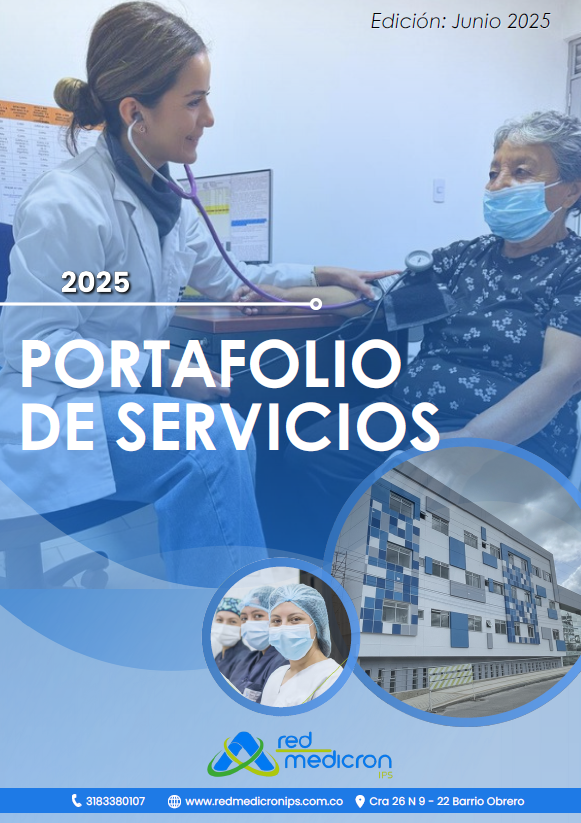 Edición: Junio 2025
2025
PORTAFOLIO
DE SERVICIOS
red
medicron
IPS
3183380107 www.redmedicronips.com.co Cra 26 N 9 - 22 Barrio Obrero